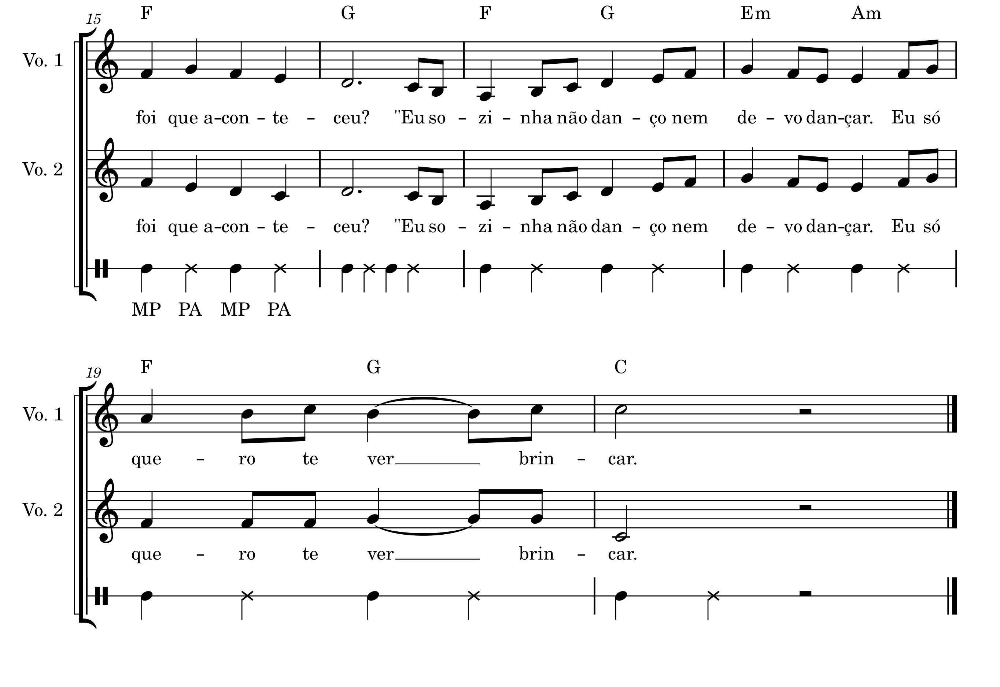 15 F G F G Em Am
Vo. 1
foi que a-con - te - ceu? "Eu so - zi - nha não dan - ço nem de - vo dan-çar. Eu só
Vo. 2
foi que a-con - te - ceu? "Eu so - zi - nha não dan - ço nem de - vo dan-çar. Eu só
MP PA MP PA
19 F G C
Vo. 1
que - ro te ver brin - car.
Vo. 2
que - ro te ver brin - car.